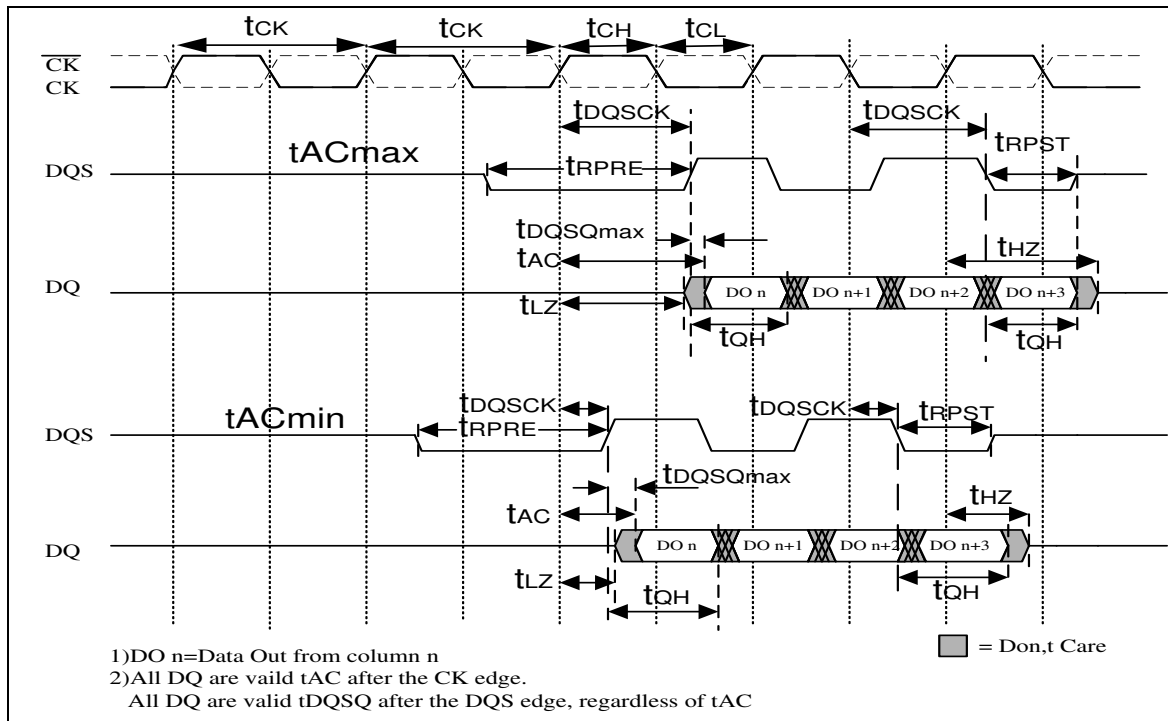 tCK tCK tCH tCL
CK
CK
tDQSCK tDQSCK
tACmax tRPST
DQS tRPRE
tDQSQmax
tAC tHZ
DQ DO n DO n+1 DO n+2 DO n+3
tLZ
tQH tQH
tDQSCK tDQSCK tRPST
tACmin
DQS tRPRE
tDQSQmax
tAC tHZ
DQ DO n DO n+1 DO n+2 DO n+3
tLZ
tQH tQH
1)DO n=Data Out from column n
= Don,t Care
2)All DQ are vaild tAC after the CK edge.
All DQ are valid tDQSQ after the DQS edge, regardless of tAC